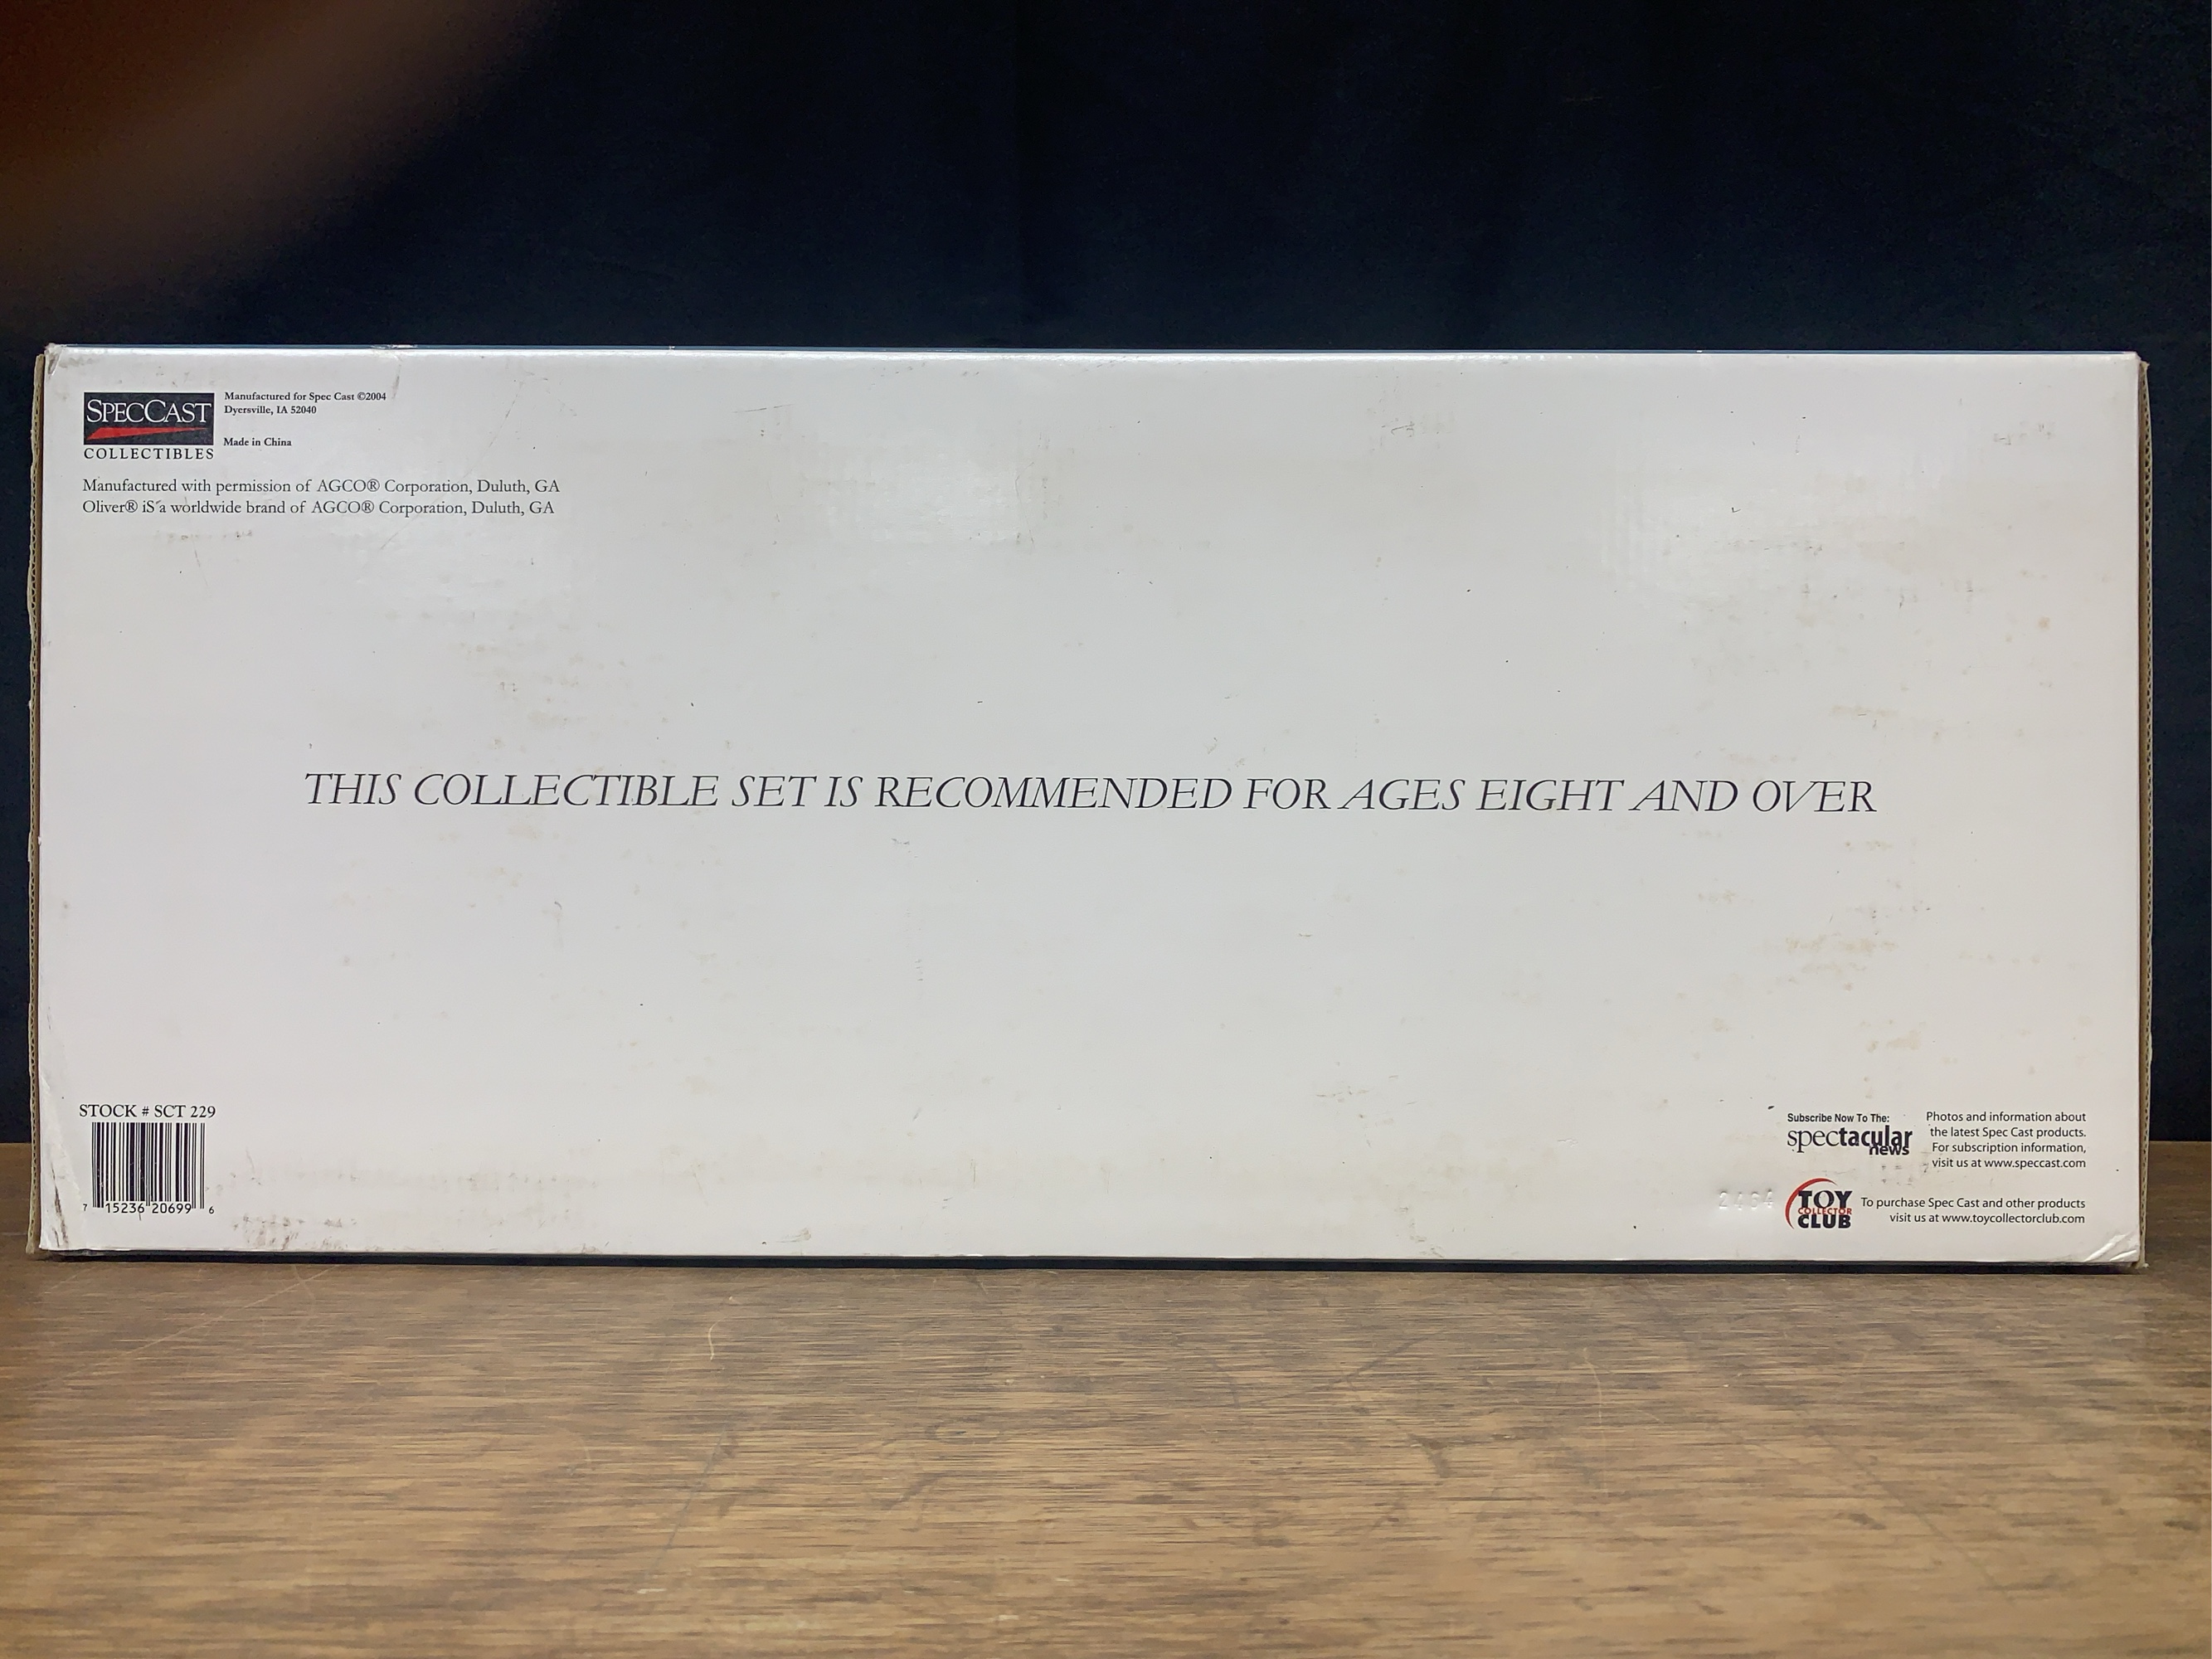 SPECCAST
COLLECTIBLES
Manufactured for Spec Cast ©2004
Dyersville, IA 52040
Made in China
Manufactured with permission of AGCO® Corporation, Duluth, GA
Oliver® iS a worldwide brand of AGCO® Corporation, Duluth, GA
THIS COLLECTIBLE SET IS RECOMMENDED FOR AGES EIGHT AND OVER
STOCK # SCT 229
7 15236 20699 6
Subscribe Now To The:
spectacular
news
Photos and information about
the latest Spec Cast products.
For subscription information,
visit us at www.speccast.com
TOY
COLLECTOR
CLUB
To purchase Spec Cast and other products
visit us at www.toycollectorclub.com